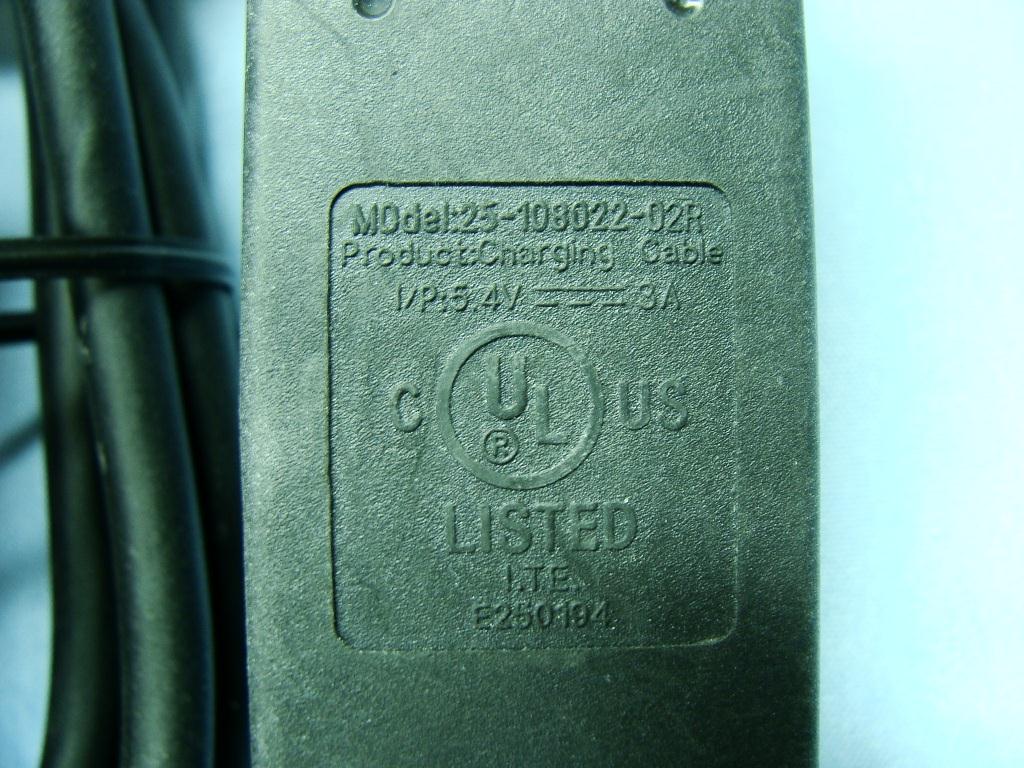 MODel:25-108022-02R
Product:Charging Cable
I/P:5.4V 3A
C UL ® US
LISTED
I.T.E.
E250194